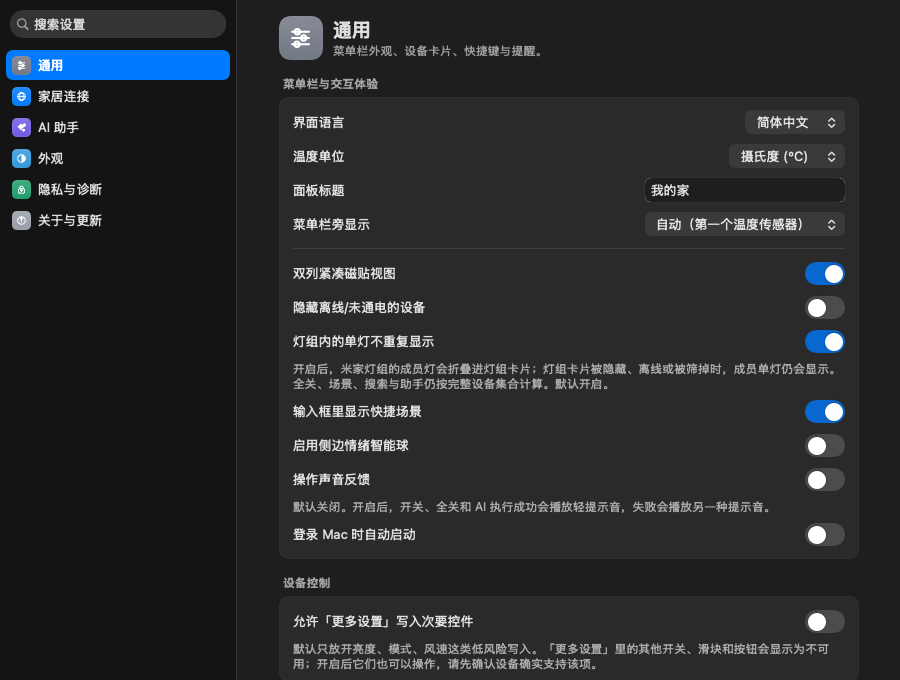 搜索设置
通用
家居连接
AI 助手
外观
隐私与诊断
关于与更新
通用
菜单栏外观、设备卡片、快捷键与提醒。
菜单栏与交互体验
界面语言
简体中文
温度单位
摄氏度 (°C)
面板标题
我的家
菜单栏旁显示
自动（第一个温度传感器）
双列紧凑磁贴视图
隐藏离线/未通电的设备
灯组内的单灯不重复显示
开启后，米家灯组的成员灯会折叠进灯组卡片；灯组卡片被隐藏、离线或被筛掉时，成员单灯仍会显示。
全关、场景、搜索与助手仍按完整设备集合计算。默认开启。
输入框里显示快捷场景
启用侧边情绪智能球
操作声音反馈
默认关闭。开启后，开关、全关和 AI 执行成功会播放轻提示音，失败会播放另一种提示音。
登录 Mac 时自动启动
设备控制
允许「更多设置」写入次要控件
默认只放开亮度、模式、风速这类低风险写入。「更多设置」里的其他开关、滑块和按钮会显示为不可
用；开启后它们也可以操作，请先确认设备确实支持该项。